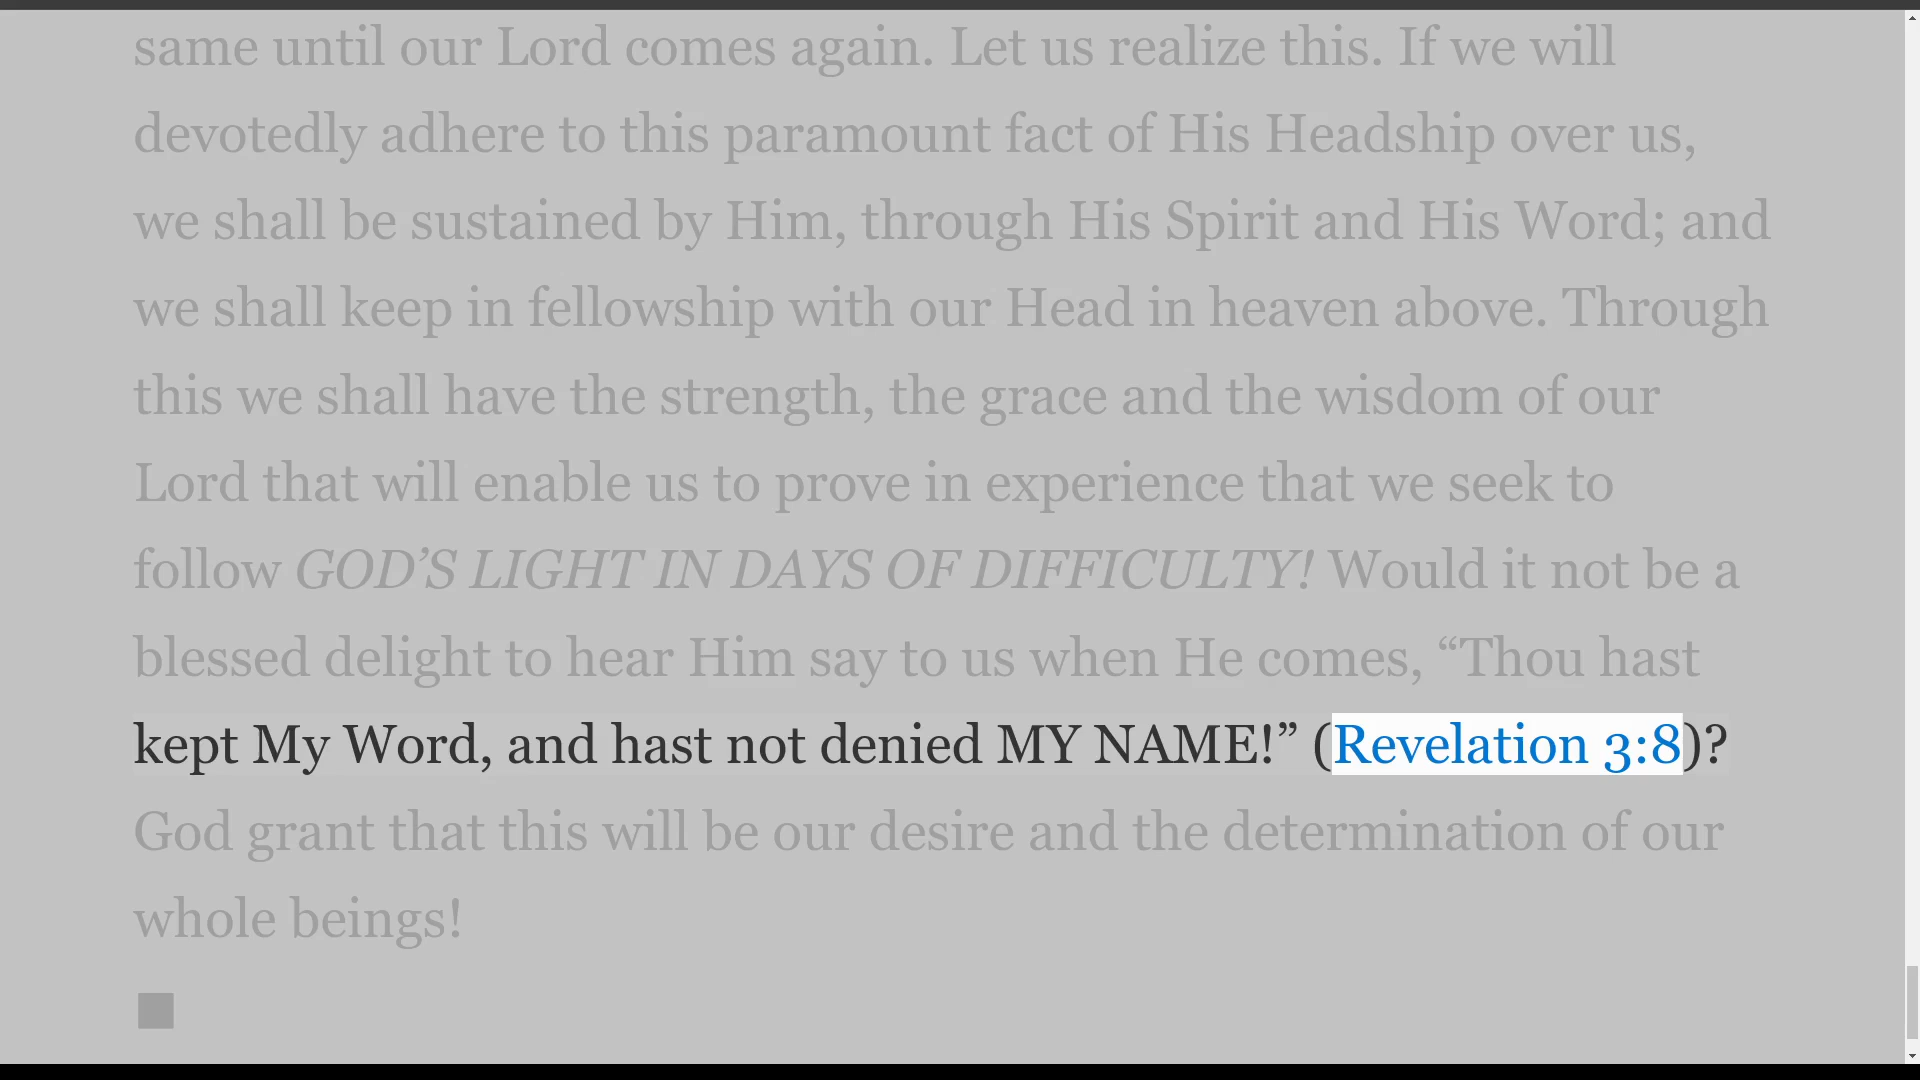 same until our Lord comes again. Let us realize this. If we will
devotedly adhere to this paramount fact of His Headship over us,
we shall be sustained by Him, through His Spirit and His Word; and
we shall keep in fellowship with our Head in heaven above. Through
this we shall have the strength, the grace and the wisdom of our
Lord that will enable us to prove in experience that we seek to
follow GOD’S LIGHT IN DAYS OF DIFFICULTY! Would it not be a
blessed delight to hear Him say to us when He comes, “Thou hast
kept My Word, and hast not denied MY NAME!” (Revelation 3:8)?
God grant that this will be our desire and the determination of our
whole beings!